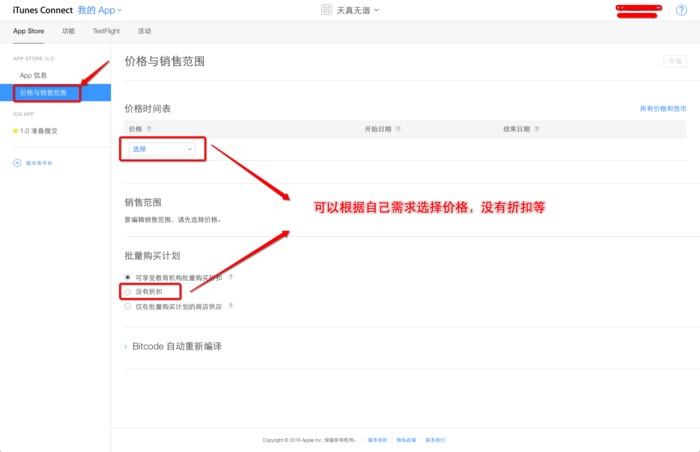 iTunes Connect 我的 App
天真无谐
?
App Store 功能 TestFlight 活动
APP STORE 信息
App 信息
价格与销售范围
iOS APP
1.0 准备提交
版本或平台
价格与销售范围
存储
价格时间表
所有价格和货币
价格 ? 开始日期 ? 结束日期 ?
选择
销售范围
要编辑销售范围，请先选择价格。
可以根据自己需求选择价格，没有折扣等
批量购买计划
可享受教育机构批量购买折扣 ?
没有折扣
仅在批量购买计划的商店供应 ?
Bitcode 自动重新编译
Copyright © 2016 Apple Inc. 保留所有权利。 服务条款 隐私政策 联系我们